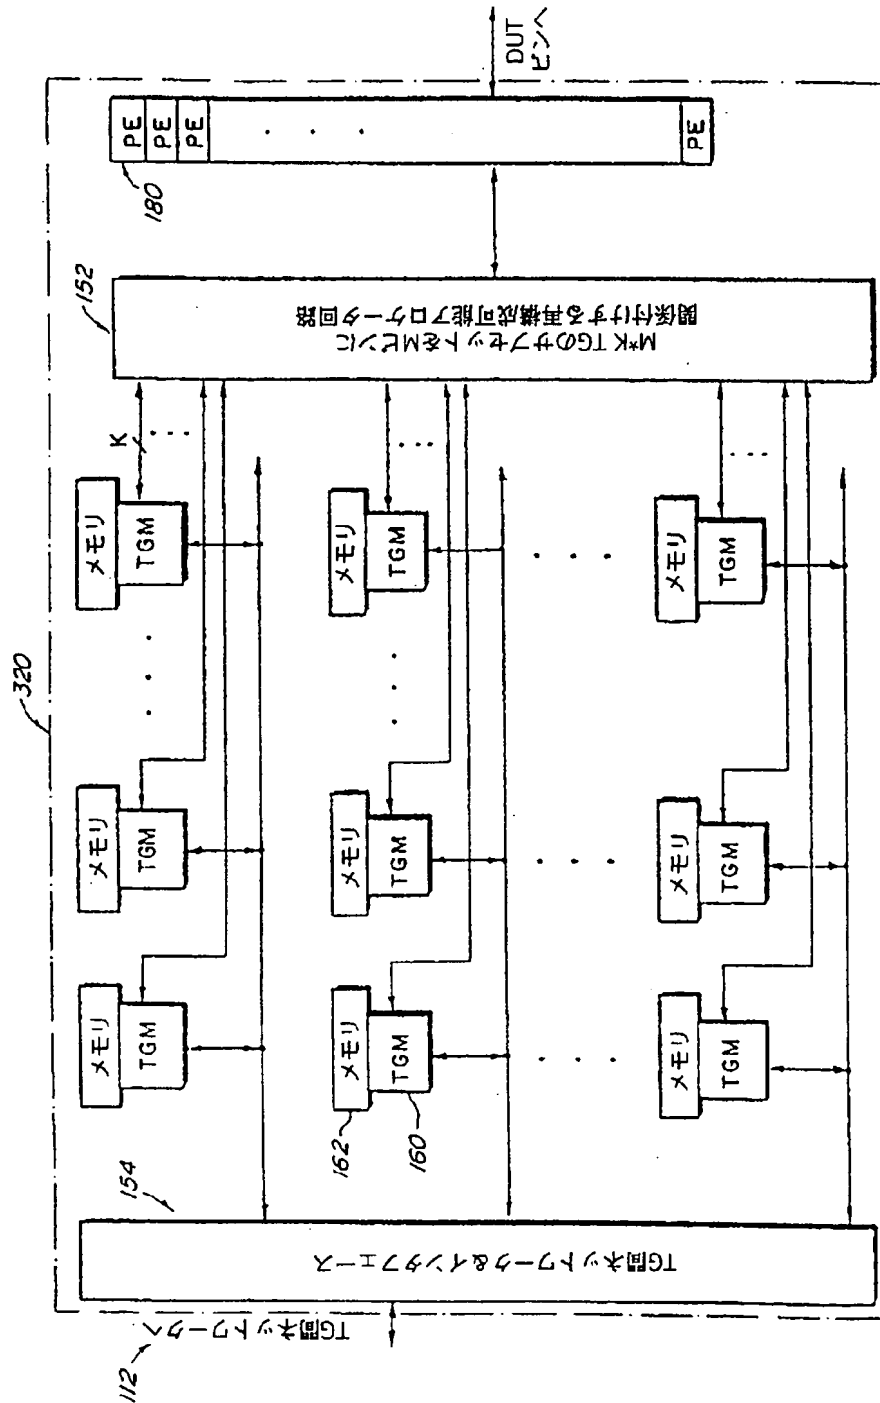 320
112
TG間ネットワークへ
154
TG間ネットワーク&インタフェース
メモリ
TGM
メモリ
TGM
メモリ
TGM
K
162
メモリ
160
TGM
メモリ
TGM
メモリ
TGM
メモリ
TGM
メモリ
TGM
メモリ
TGM
152
M*K TGのサブセットをMピンに
関係付けする再構成可能アロケータ回路
180
PE
PE
PE
PE
DUT
ピンへ